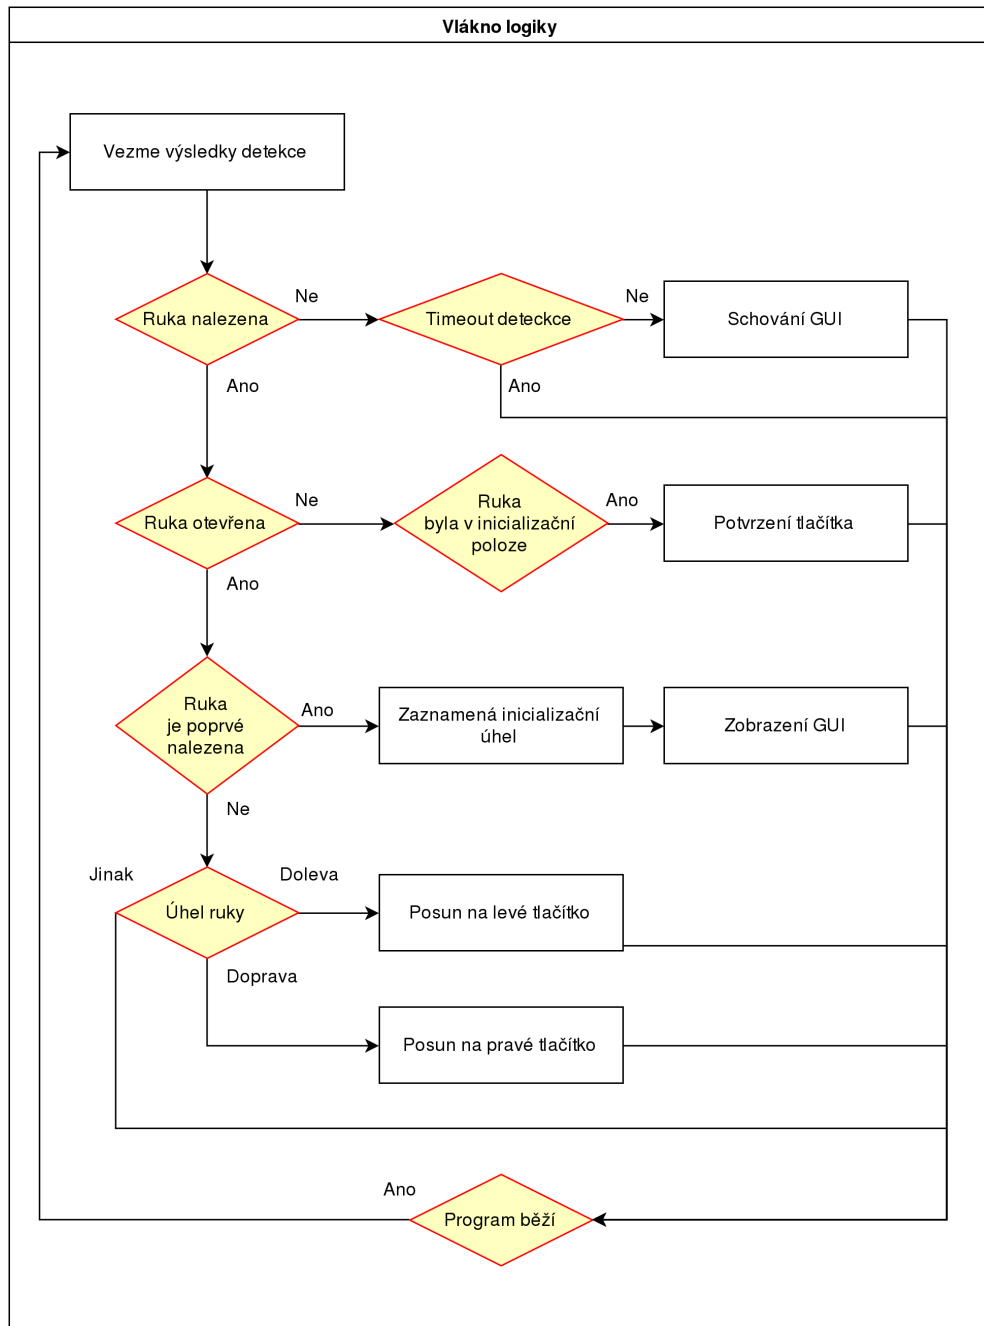 Vlákno logiky
Vezme výsledky detekce
Ruka nalezena
Ne
Timeout deteckce
Ne
Schování GUI
Ano
Ano
Ruka otevřena
Ne
Ruka
byla v inicializační
poloze
Ano
Potvrzení tlačítka
Ano
Ruka
je poprvé
nalezena
Ano
Zaznamená inicializační
úhel
Zobrazení GUI
Ne
Jinak
Úhel ruky
Doleva
Posun na levé tlačítko
Doprava
Posun na pravé tlačítko
Ano
Program běží